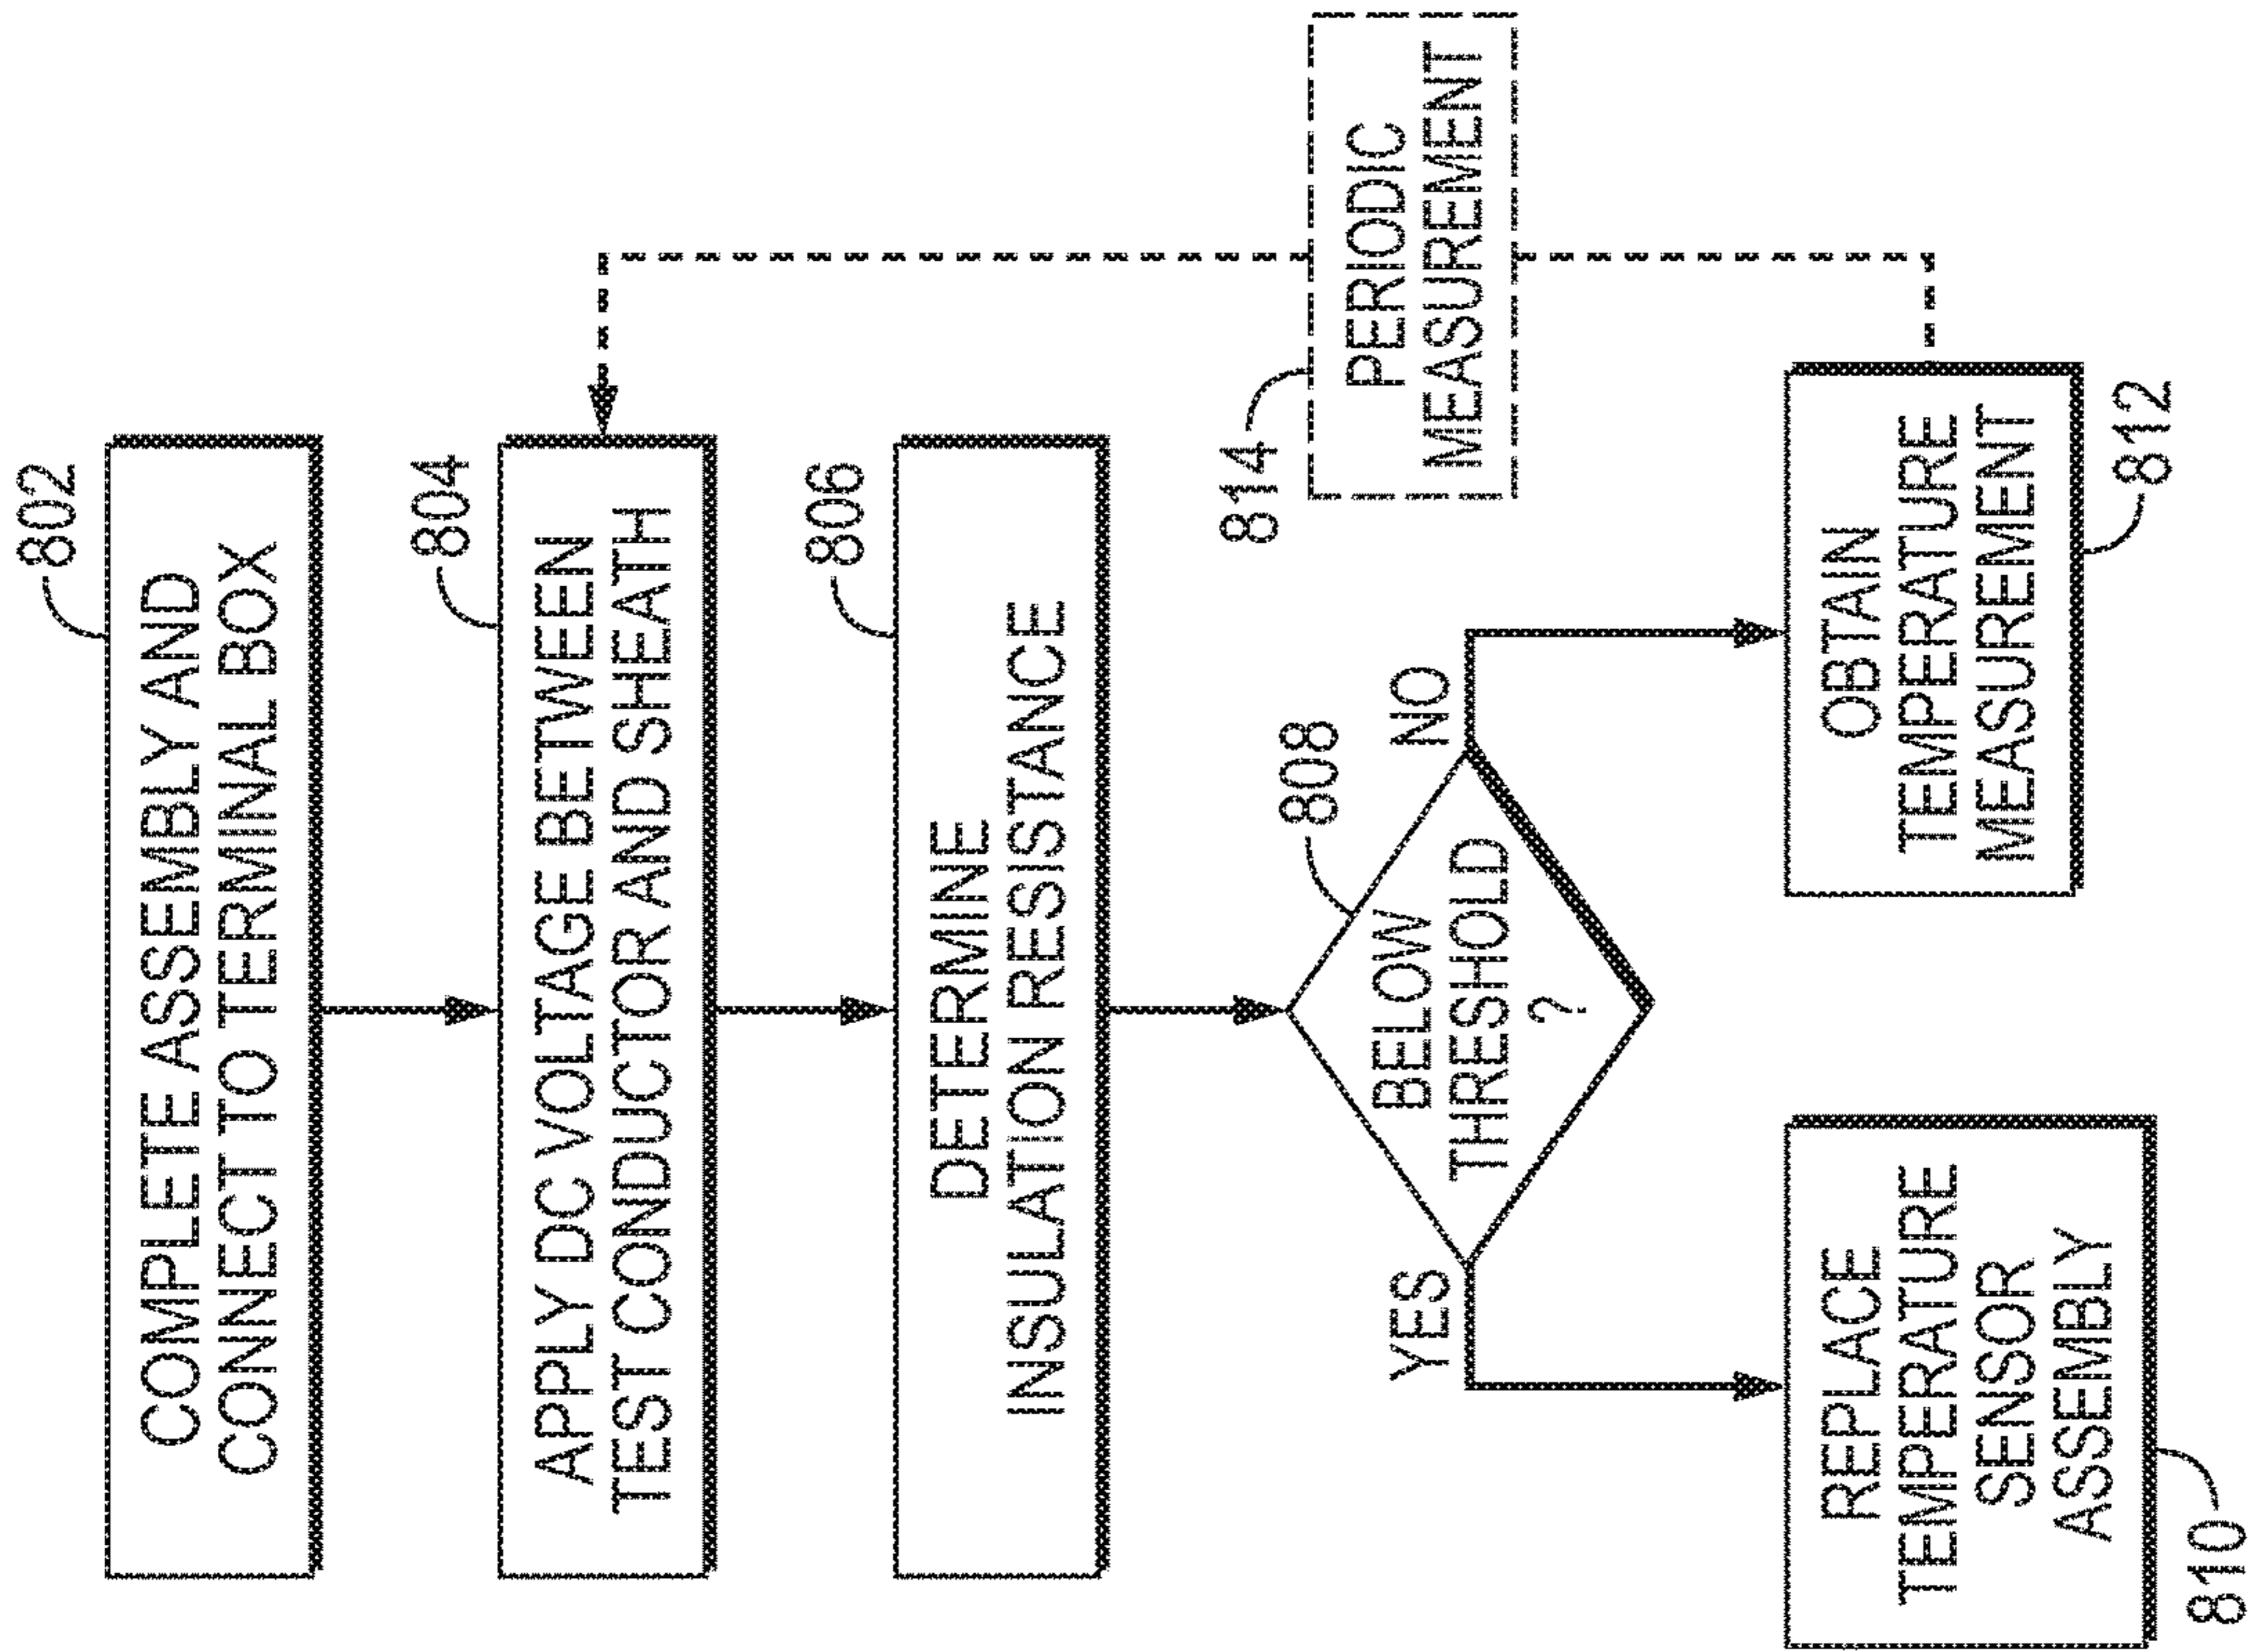 802
COMPLETE ASSEMBLY AND
CONNECT TO TERMINAL BOX
804
APPLY DC VOLTAGE BETWEEN
TEST CONDUCTOR AND SHEATH
806
DETERMINE
INSULATION RESISTANCE
808
BELOW
THRESHOLD
?
YES
NO
814
PERIODIC
MEASUREMENT
REPLACE
TEMPERATURE
SENSOR
ASSEMBLY
810
OBTAIN
TEMPERATURE
MEASUREMENT
812